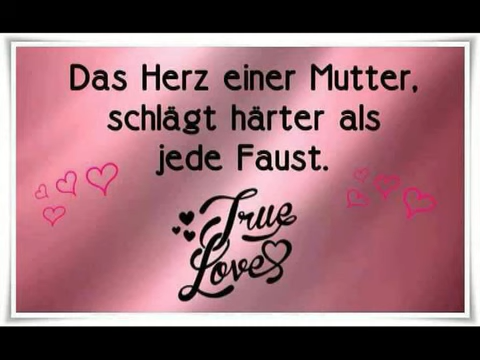 Das Herz einer Mutter,
schlägt härter als
jede Faust.
True
Love